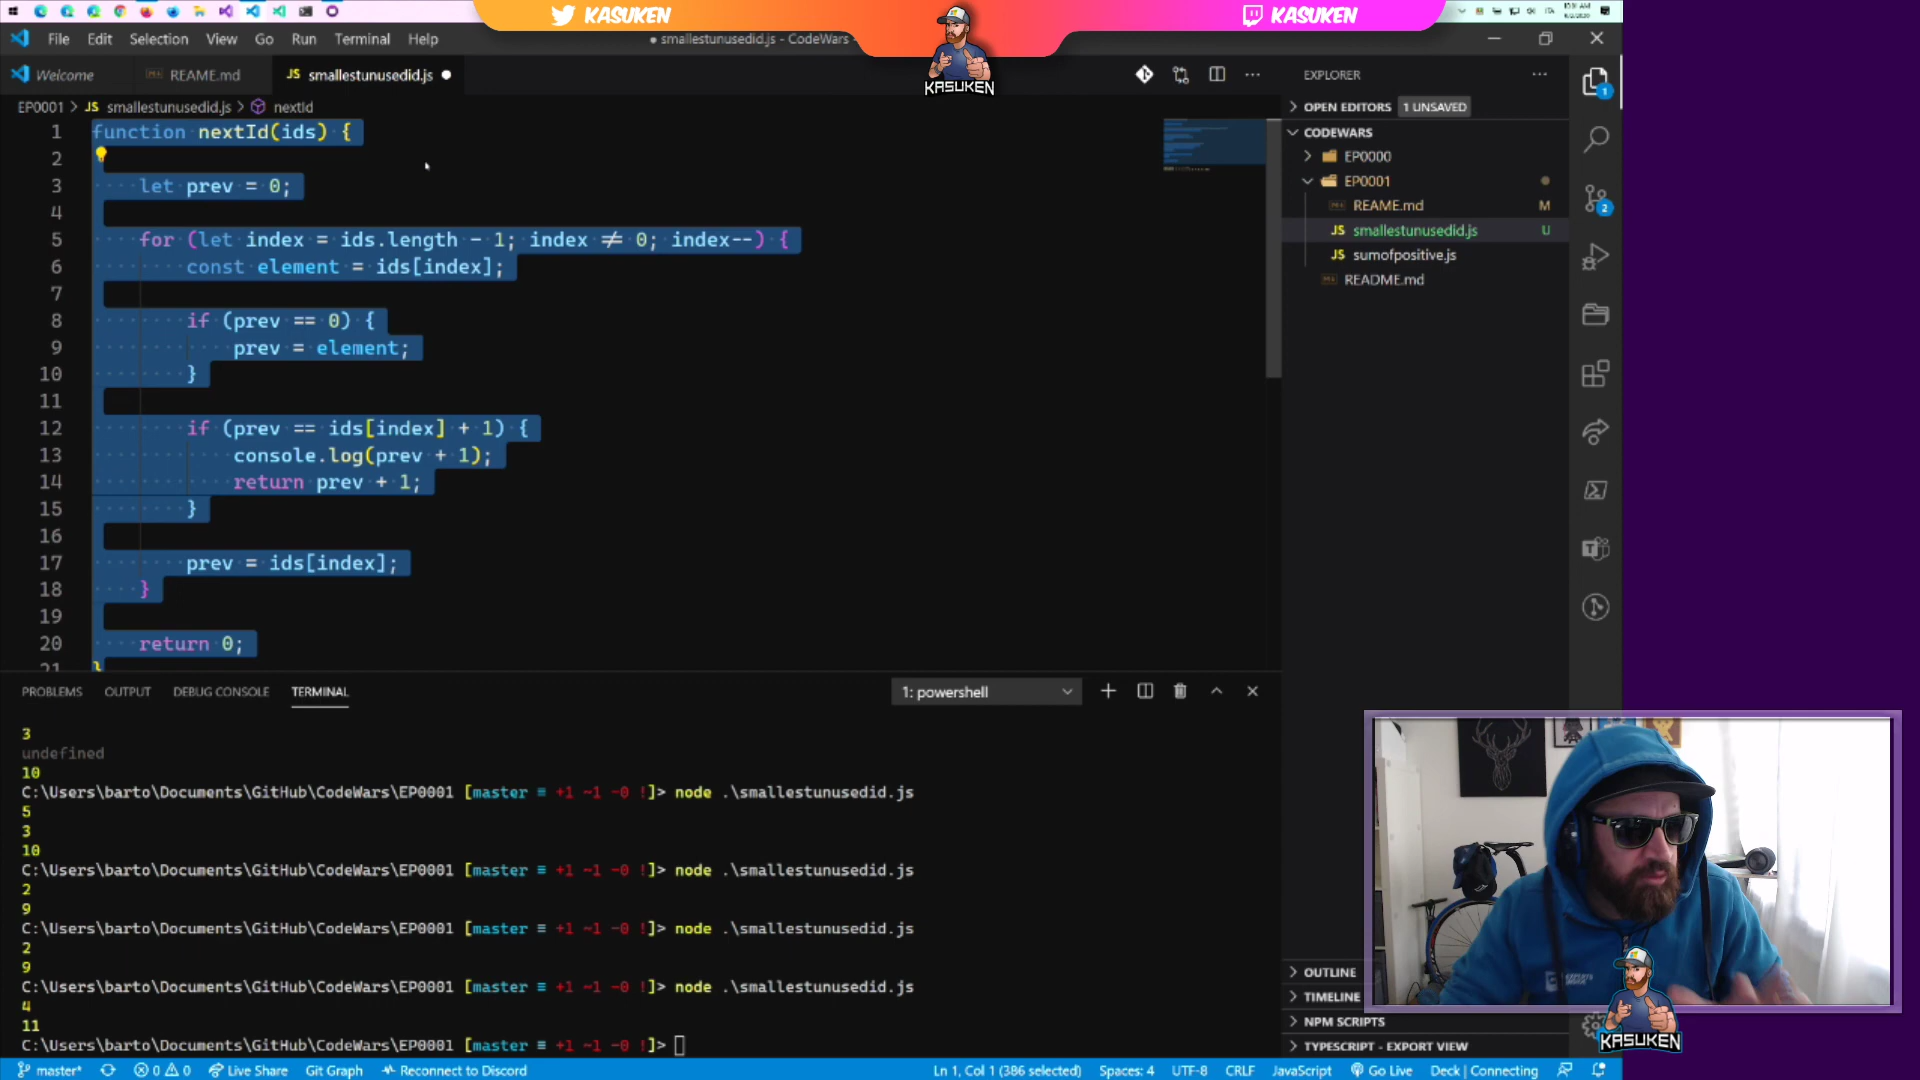 KASUKEN
KASUKEN
File Edit Selection View Go Run Terminal Help
smallestunusedid.js - CodeWars -
KASUKEN
Welcome
REAME.md
JS smallestunusedid.js
EP0001 > JS smallestunusedid.js > nextId
1 function nextId(ids) {
2
3 let prev = 0;
4
5 for (let index = ids.length - 1; index ≠ 0; index--) {
6 const element = ids[index];
7
8 if (prev == 0) {
9 prev = element;
10 }
11
12 if (prev == ids[index] + 1) {
13 console.log(prev + 1);
14 return prev + 1;
15 }
16
17 prev = ids[index];
18 }
19
20 return 0;
21 }
EXPLORER
OPEN EDITORS 1 UNSAVED
CODEWARS
EP0000
EP0001
REAME.md M
JS smallestunusedid.js U
JS sumofpositive.js
README.md
1
2
PROBLEMS OUTPUT DEBUG CONSOLE TERMINAL
1: powershell
3
undefined
10
C:\Users\barto\Documents\GitHub\CodeWars\EP0001 [master ≡ +1 ~1 -0 !]> node .\smallestunusedid.js
5
3
10
C:\Users\barto\Documents\GitHub\CodeWars\EP0001 [master ≡ +1 ~1 -0 !]> node .\smallestunusedid.js
2
9
C:\Users\barto\Documents\GitHub\CodeWars\EP0001 [master ≡ +1 ~1 -0 !]> node .\smallestunusedid.js
2
9
C:\Users\barto\Documents\GitHub\CodeWars\EP0001 [master ≡ +1 ~1 -0 !]> node .\smallestunusedid.js
4
11
C:\Users\barto\Documents\GitHub\CodeWars\EP0001 [master ≡ +1 ~1 -0 !]>
OUTLINE
TIMELINE
NPM SCRIPTS
TYPESCRIPT - EXPORT VIEW
KASUKEN
master* 0 0 Live Share Git Graph Reconnect to Discord
Ln 1, Col 1 (386 selected) Spaces: 4 UTF-8 CRLF JavaScript Go Live Deck | Connecting